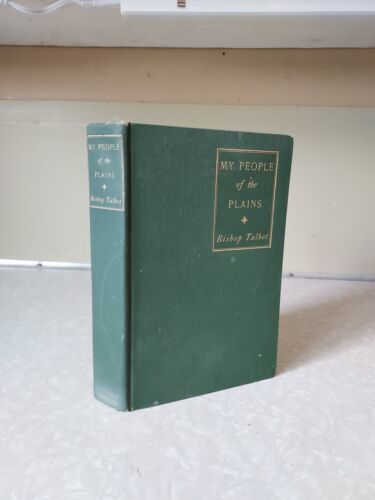 MY PEOPLE
of the
PLAINS
Bishop Talbot
MY PEOPLE
of the
PLAINS
Bishop Talbot